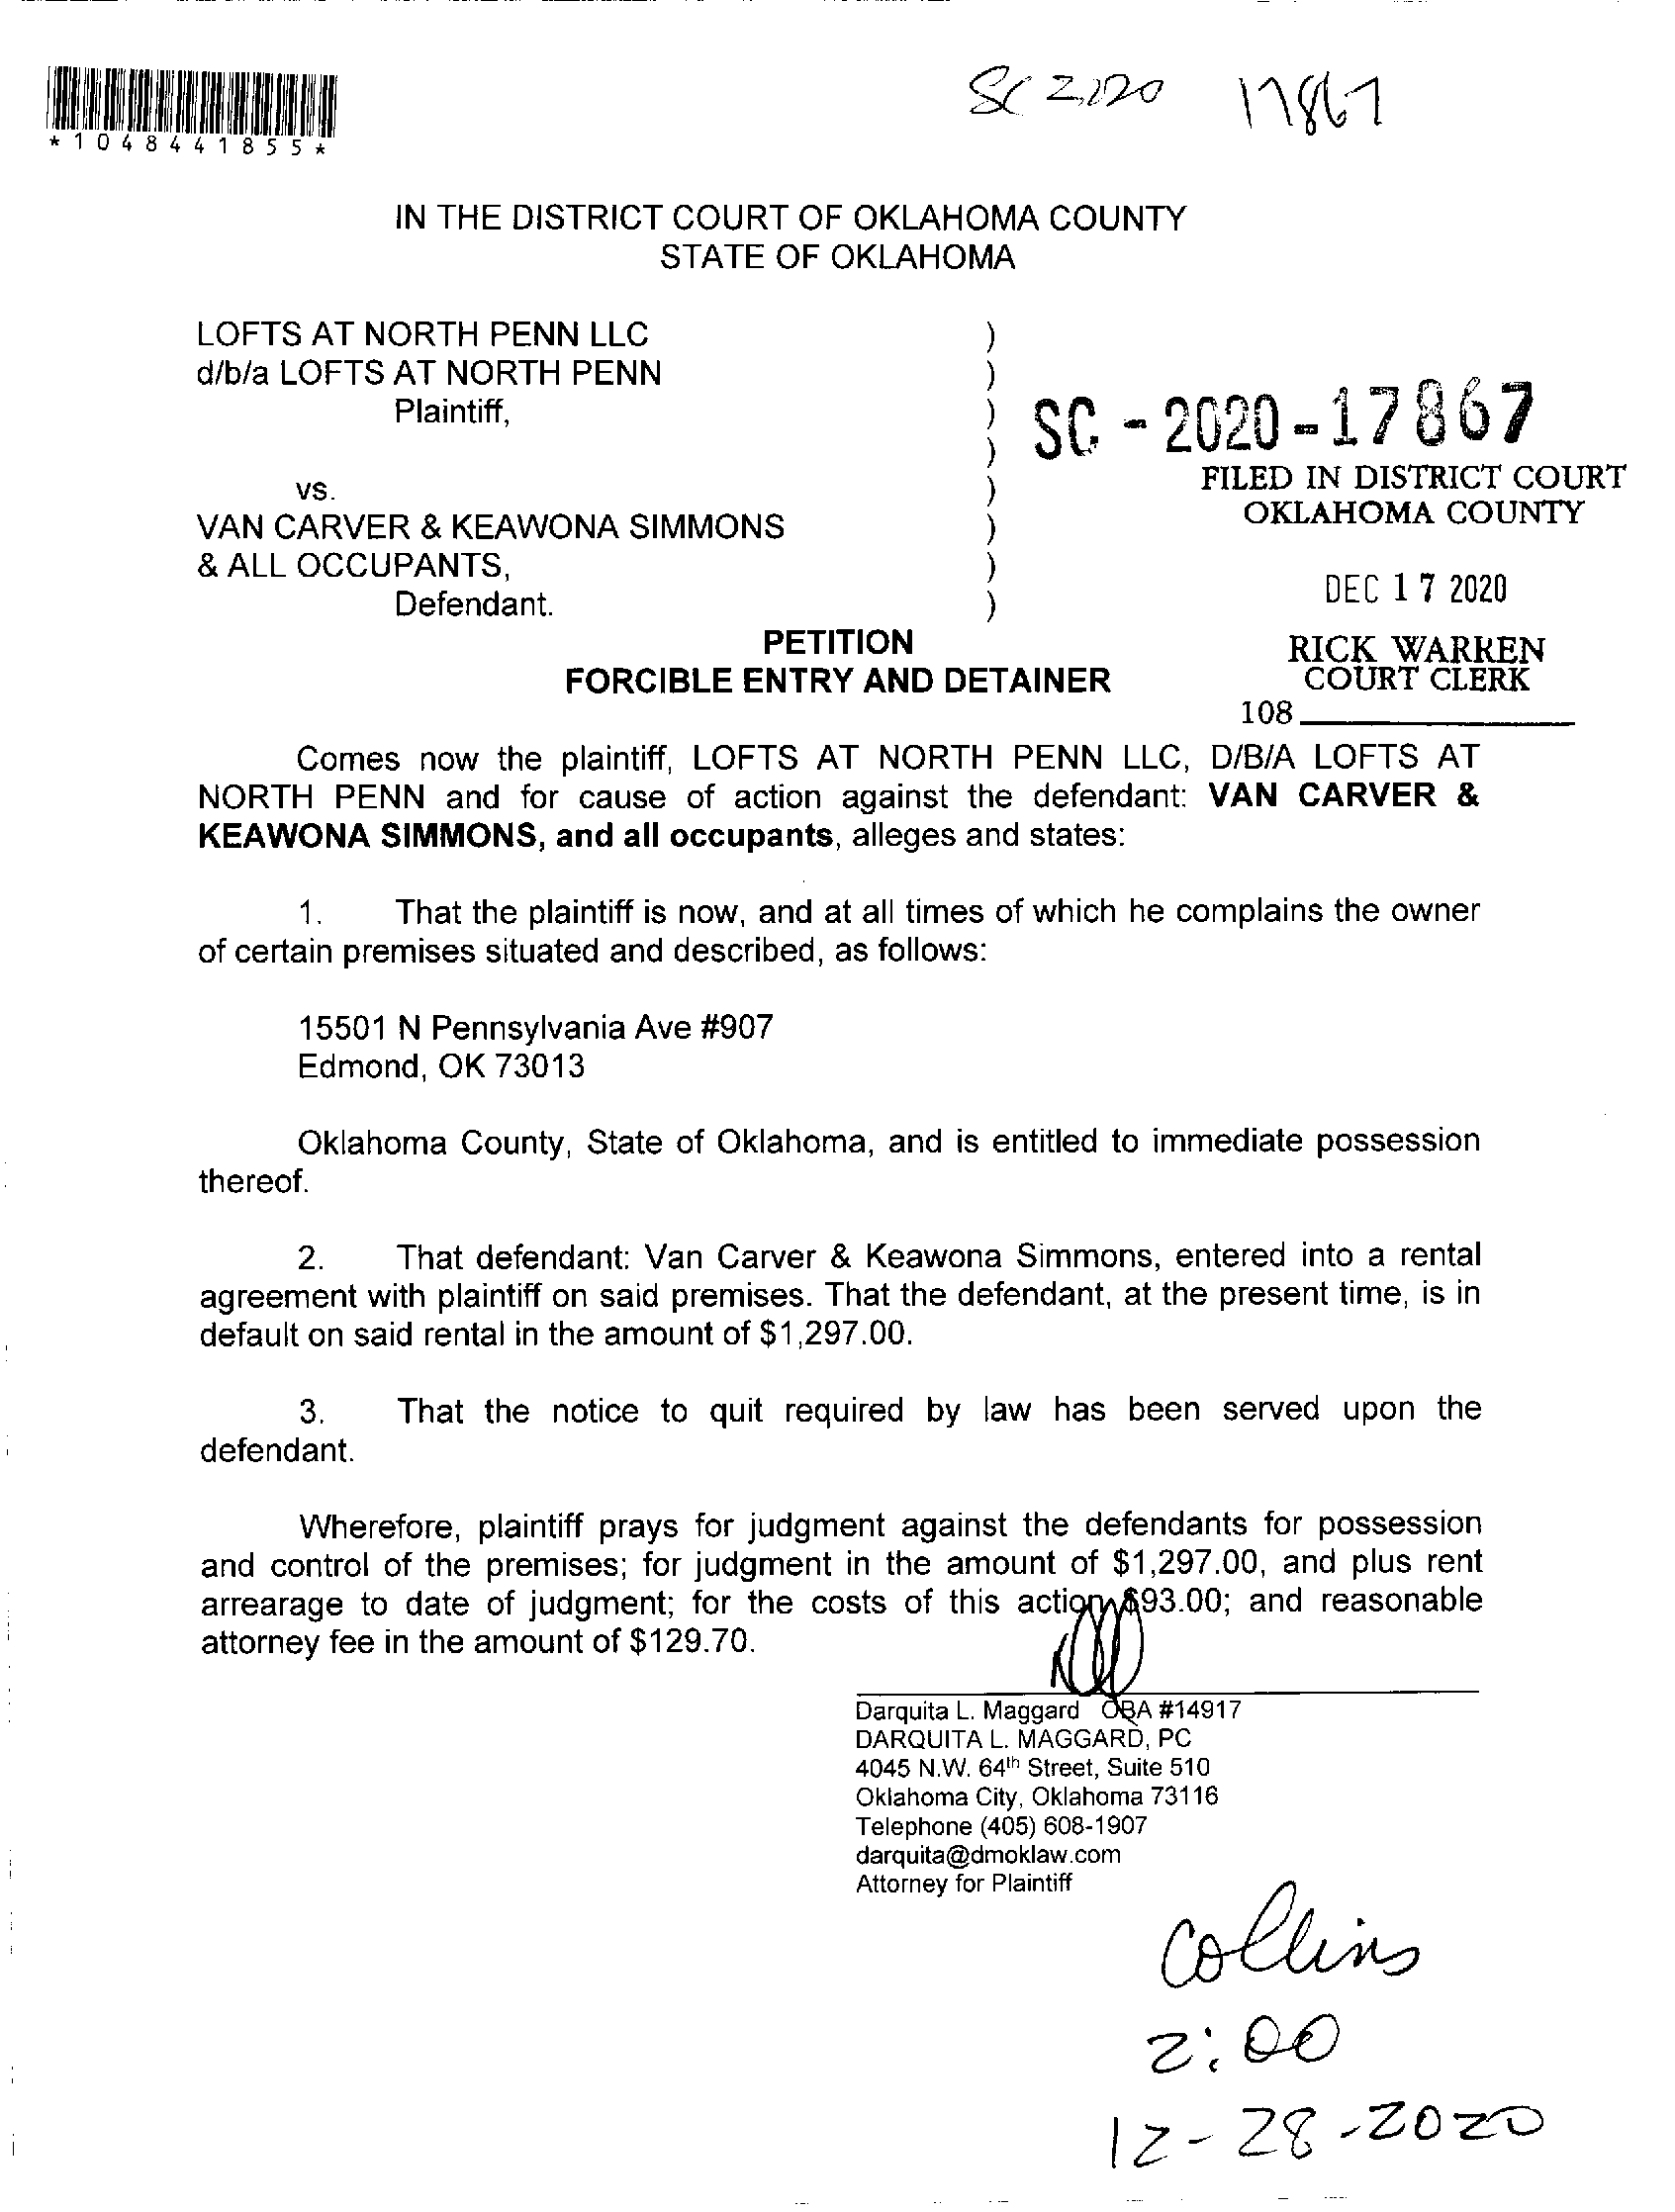 SC 2020 17867
*1048441855*
IN THE DISTRICT COURT OF OKLAHOMA COUNTY
STATE OF OKLAHOMA
LOFTS AT NORTH PENN LLC )
d/b/a LOFTS AT NORTH PENN )
Plaintiff, )
)
SC - 2020 - 17867
FILED IN DISTRICT COURT
OKLAHOMA COUNTY
vs. )
VAN CARVER & KEAWONA SIMMONS )
& ALL OCCUPANTS, )
Defendant. )
DEC 17 2020
PETITION
FORCIBLE ENTRY AND DETAINER
RICK WARREN
COURT CLERK
108
Comes now the plaintiff, LOFTS AT NORTH PENN LLC, D/B/A LOFTS AT
NORTH PENN and for cause of action against the defendant: VAN CARVER &
KEAWONA SIMMONS, and all occupants, alleges and states:
1. That the plaintiff is now, and at all times of which he complains the owner
of certain premises situated and described, as follows:
15501 N Pennsylvania Ave #907
Edmond, OK 73013
Oklahoma County, State of Oklahoma, and is entitled to immediate possession
thereof.
2. That defendant: Van Carver & Keawona Simmons, entered into a rental
agreement with plaintiff on said premises. That the defendant, at the present time, is in
default on said rental in the amount of $1,297.00.
3. That the notice to quit required by law has been served upon the
defendant.
Wherefore, plaintiff prays for judgment against the defendants for possession
and control of the premises; for judgment in the amount of $1,297.00, and plus rent
arrearage to date of judgment; for the costs of this action $93.00; and reasonable
attorney fee in the amount of $129.70.
Darquita L. Maggard OBA #14917
DARQUITA L. MAGGARD, PC
4045 N.W. 64th Street, Suite 510
Oklahoma City, Oklahoma 73116
Telephone (405) 608-1907
darquita@dmoklaw.com
Attorney for Plaintiff
Collins
2:00
12-28-2020